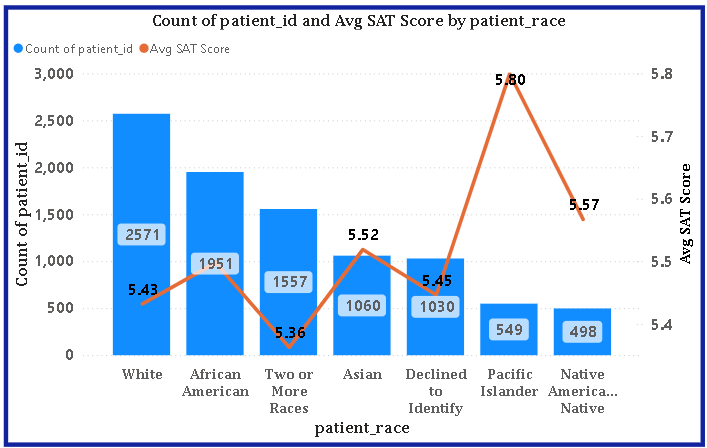 Count of patient_id and Avg SAT Score by patient_race
Count of patient_id Avg SAT Score
3,000
2,500
2,000
1,500
1,000
500
0
Count of patient_id
5.8
5.7
5.6
5.5
5.4
Avg SAT Score
2571
1951
1557
1060
1030
549
498
5.43
5.36
5.52
5.45
5.80
5.57
White
African
American
Two or
More
Races
Asian
Declined
to
Identify
Pacific
Islander
Native
America...
Native
patient_race